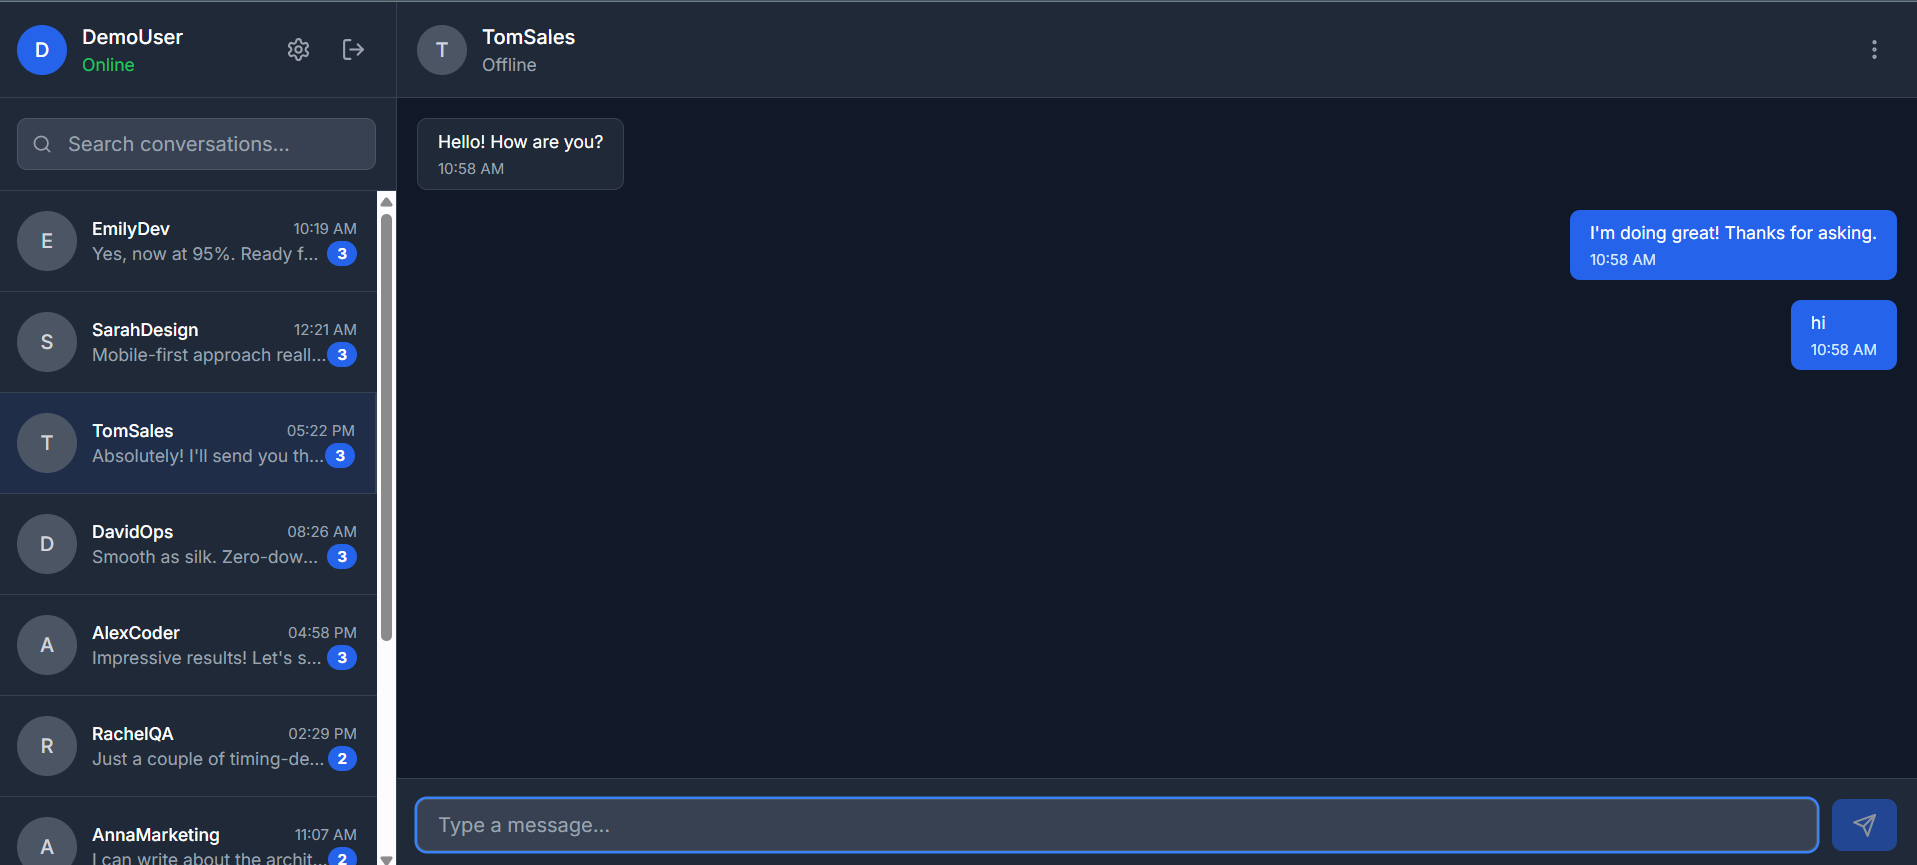 D
DemoUser
Online
Search conversations...
E
EmilyDev
10:19 AM
Yes, now at 95%. Ready f...
3
S
SarahDesign
12:21 AM
Mobile-first approach reall...
3
T
TomSales
05:22 PM
Absolutely! I'll send you th...
3
D
DavidOps
08:26 AM
Smooth as silk. Zero-dow...
3
A
AlexCoder
04:58 PM
Impressive results! Let's s...
3
R
RachelQA
02:29 PM
Just a couple of timing-de...
2
A
AnnaMarketing
11:07 AM
I can write about the archit...
2
T
TomSales
Offline
Hello! How are you?
10:58 AM
I'm doing great! Thanks for asking.
10:58 AM
hi
10:58 AM
Type a message...